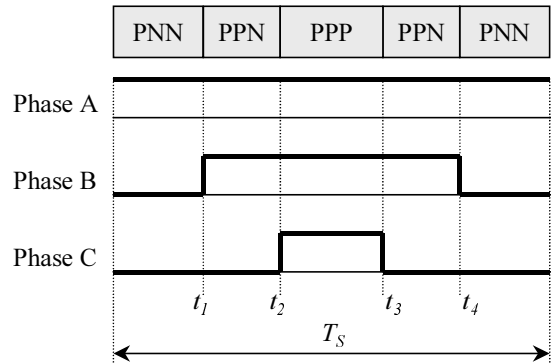 PNN PPN PPP PPN PNN
Phase A
Phase B
Phase C
t1 t2 t3 t4
TS